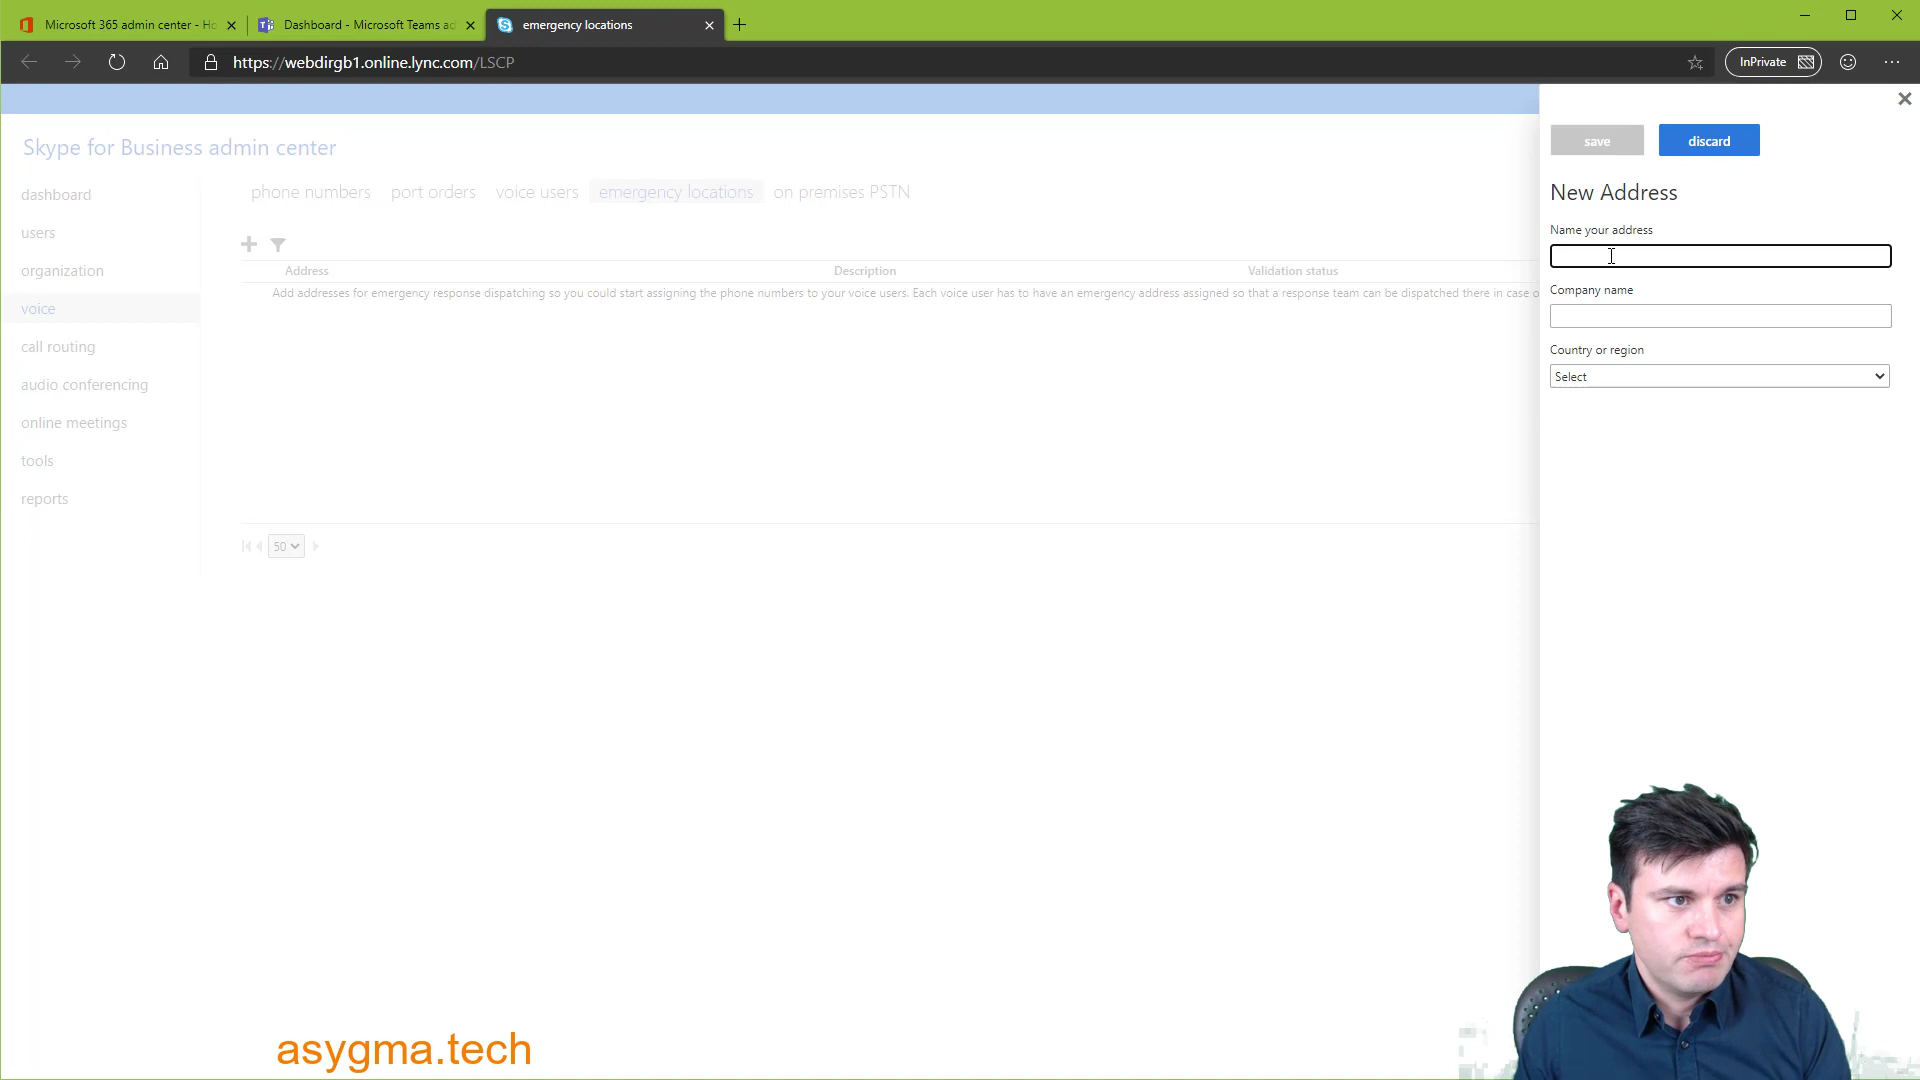 Microsoft 365 admin center - Ho
Dashboard - Microsoft Teams ad
emergency locations
https://webdirgb1.online.lync.com/LSCP
InPrivate
Skype for Business admin center
dashboard
users
organization
voice
call routing
audio conferencing
online meetings
tools
reports
phone numbers
port orders
voice users
emergency locations
on premises PSTN
Address
Description
Validation status
Add addresses for emergency response dispatching so you could start assigning the phone numbers to your voice users. Each voice user has to have an emergency address assigned so that a response team can be dispatched there in case o
50
save
discard
New Address
Name your address
Company name
Country or region
Select
asygma.tech